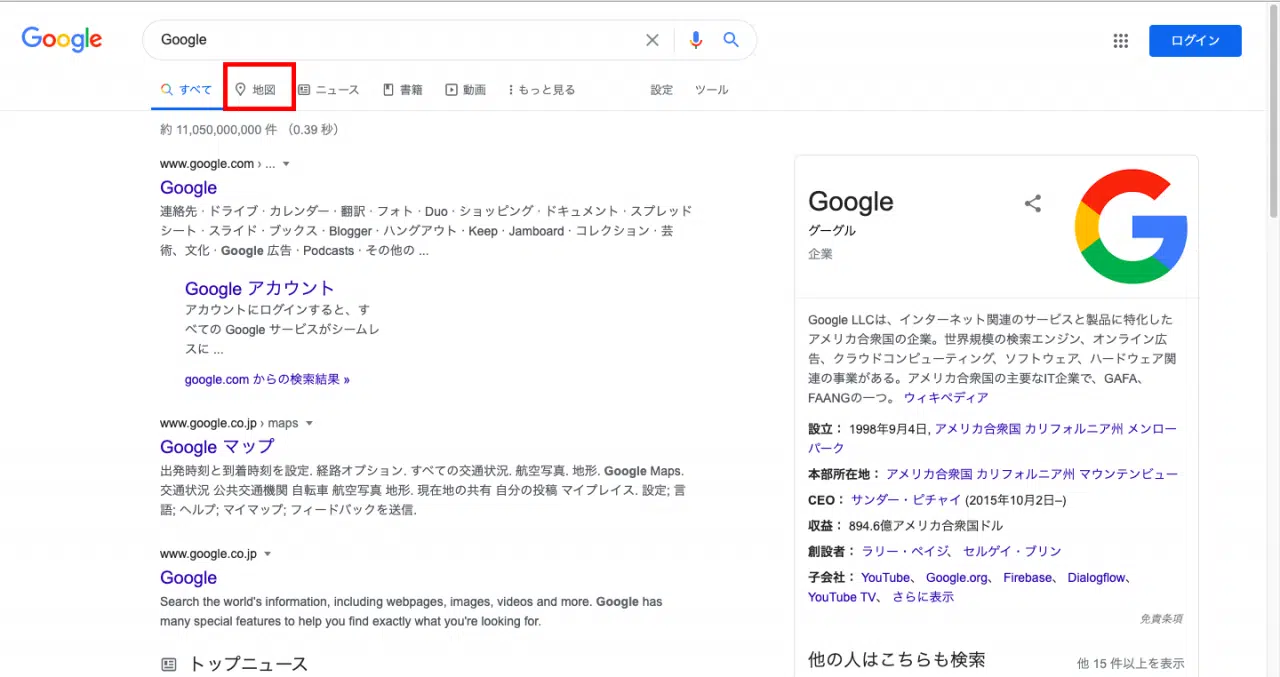 Google
Google
ログイン
すべて 地図 ニュース 書籍 動画 もっと見る 設定 ツール
約 11,050,000,000 件 （0.39 秒）
www.google.com › ...
Google
連絡先 · ドライブ · カレンダー · 翻訳 · フォト · Duo · ショッピング · ドキュメント · スプレッド
シート · スライド · ブックス · Blogger · ハングアウト · Keep · Jamboard · コレクション · 芸
術、文化 · Google 広告 · Podcasts · その他の ...
Google アカウント
アカウントにログインすると、す
べての Google サービスがシームレ
スに ...
google.com からの検索結果 »
www.google.co.jp › maps
Google マップ
出発時刻と到着時刻を設定. 経路オプション. すべての交通状況. 航空写真. 地形. Google Maps.
交通状況 公共交通機関 自転車 航空写真 地形. 現在地の共有 自分の投稿 マイプレイス. 設定; 言
語; ヘルプ; マイマップ; フィードバックを送信.
www.google.co.jp
Google
Search the world's information, including webpages, images, videos and more. Google has
many special features to help you find exactly what you're looking for.
トップニュース
Google
グーグル
企業
Google LLCは、インターネット関連のサービスと製品に特化した
アメリカ合衆国の企業。世界規模の検索エンジン、オンライン広
告、クラウドコンピューティング、ソフトウェア、ハードウェア関
連の事業がある。アメリカ合衆国の主要なIT企業で、GAFA、
FAANGの一つ。 ウィキペディア
設立： 1998年9月4日, アメリカ合衆国 カリフォルニア州 メンロー
パーク
本部所在地： アメリカ合衆国 カリフォルニア州 マウンテンビュー
CEO： サンダー・ピチャイ (2015年10月2日–)
収益： 894.6億アメリカ合衆国ドル
創設者： ラリー・ペイジ、 セルゲイ・ブリン
子会社： YouTube、 Google.org、 Firebase、 Dialogflow、
YouTube TV、 さらに表示
免責条項
他の人はこちらも検索
他 15 件以上を表示